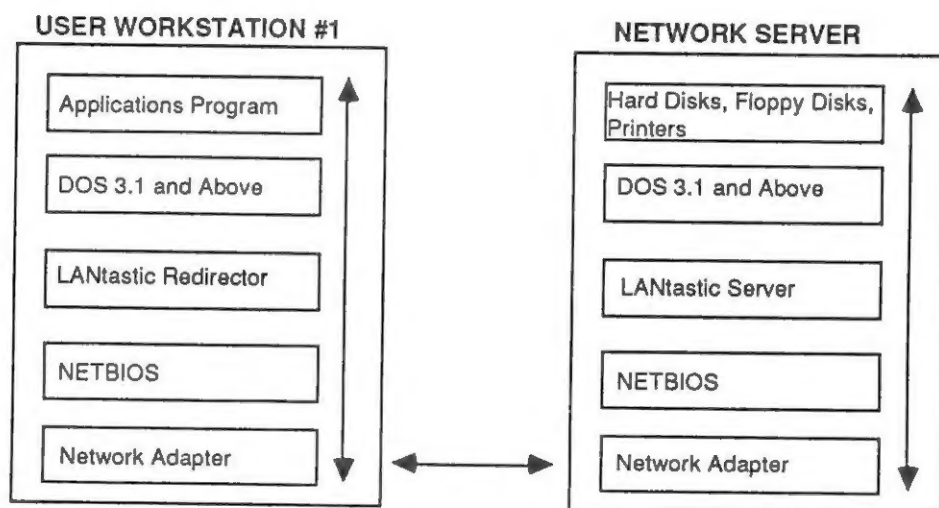 USER WORKSTATION #1
Applications Program
DOS 3.1 and Above
LANtastic Redirector
NETBIOS
Network Adapter
NETWORK SERVER
Hard Disks, Floppy Disks,
Printers
DOS 3.1 and Above
LANtastic Server
NETBIOS
Network Adapter